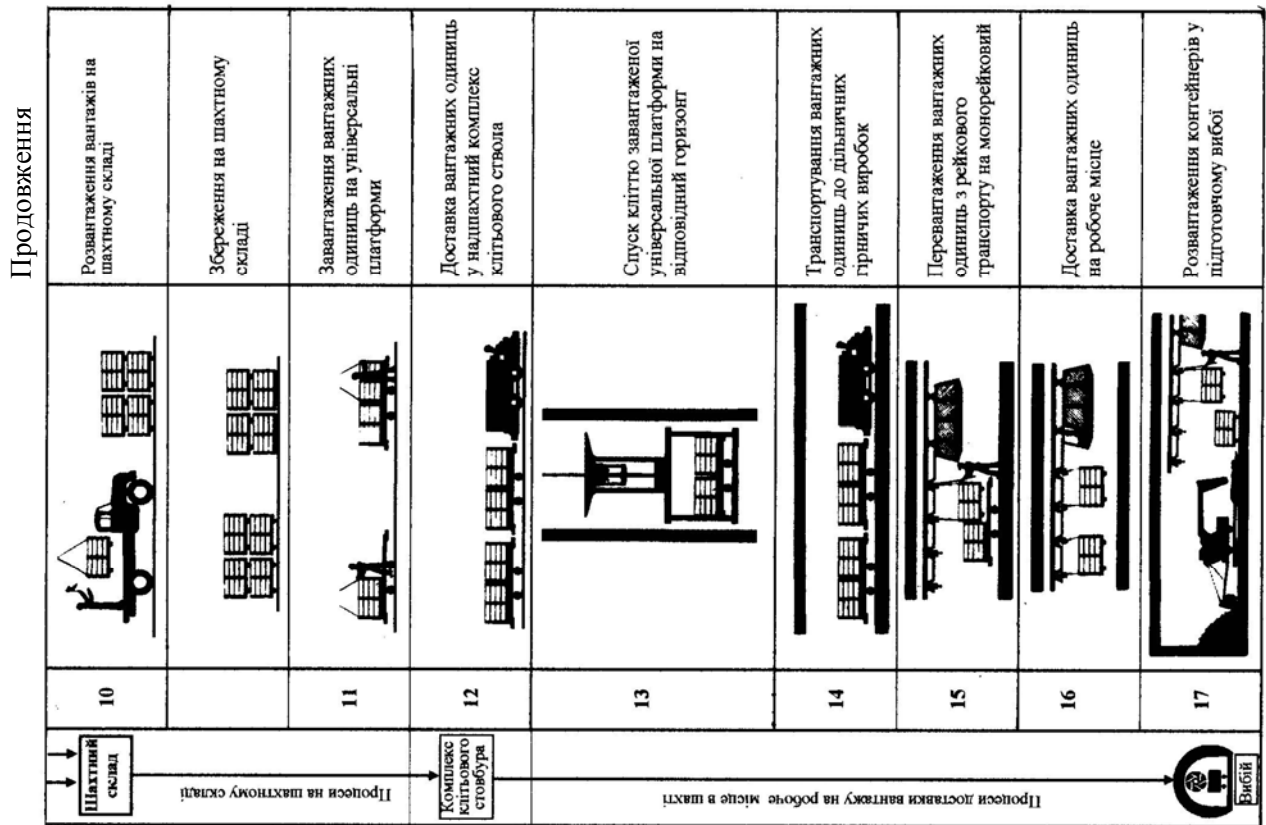 Продовження
Шахтний
склад
Процеси на шахтному складі
Комплекс
клітьового
стовбура
Процеси доставки вантажу на робоче місце в шахті
Вибій
10
Розвантаження вантажів на
шахтному складі
Збереження на шахтному
складі
11
Завантаження вантажних
одиниць на універсальні
платформи
12
Доставка вантажних одиниць
у надшахтний комплекс
клітьового ствола
13
Спуск кліттю завантаженої
універсальної платформи на
відповідний горизонт
14
Транспортування вантажних
одиниць до дільничних
гірничих виробок
15
Перевантаження вантажних
одиниць з рейкового
транспорту на монорейковий
16
Доставка вантажних одиниць
на робоче місце
17
Розвантаження контейнерів у
підготовчому вибої